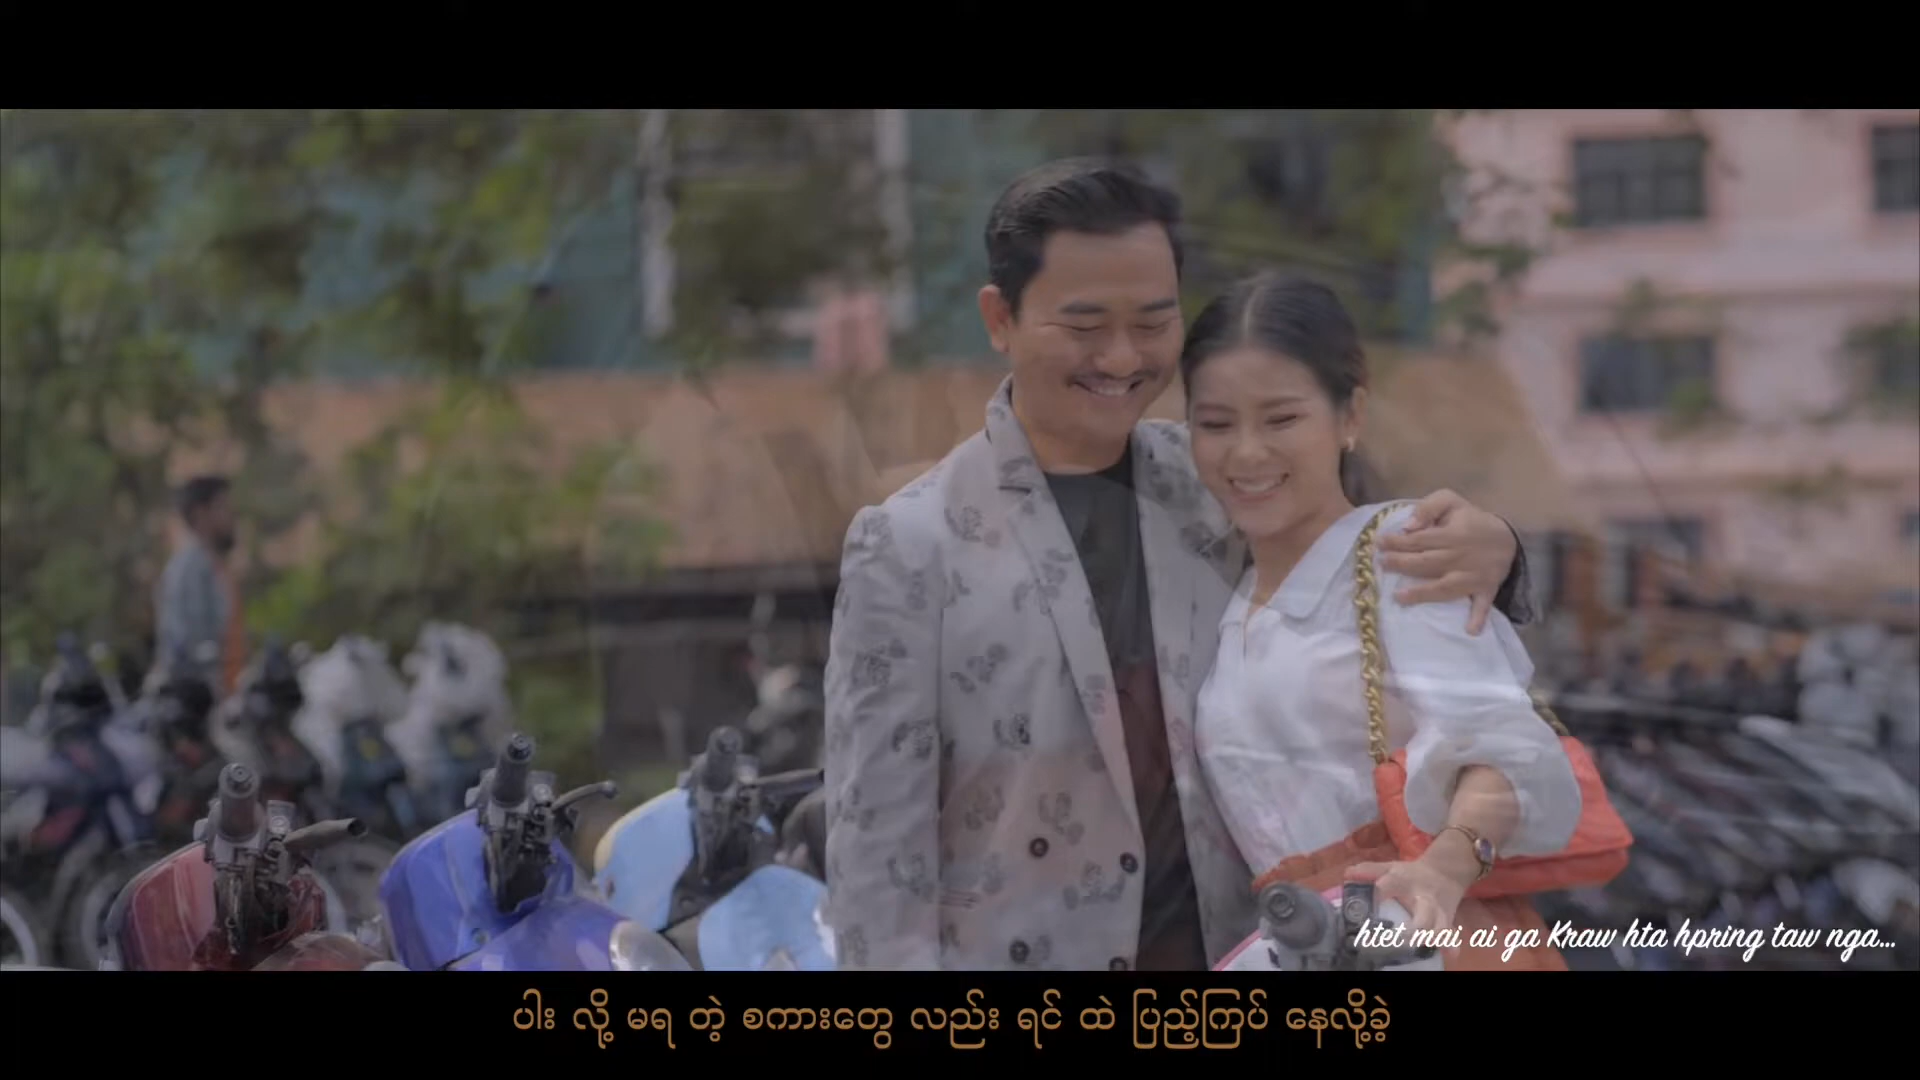 htet mai ai ga kraw hta hpring taw nga...
ပါး လို့ မရ တဲ့ စကားတွေ လည်း ရင် ထဲ ပြည့်ကြပ် နေလို့ခဲ့